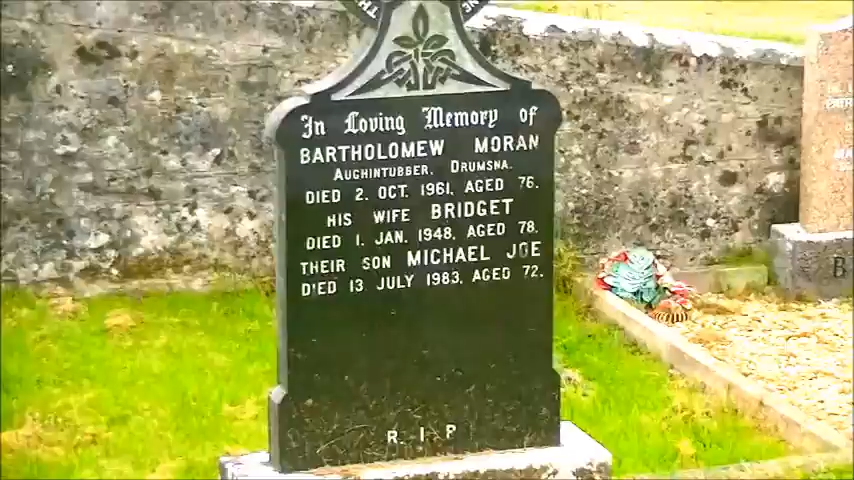 In Loving Memory of
BARTHOLOMEW MORAN
AUGHINTUBBER, DRUMSNA.
DIED 2. OCT. 1961, AGED 76.
HIS WIFE BRIDGET
DIED 1. JAN. 1948, AGED 78.
THEIR SON MICHAEL JOE
DIED 13. JULY 1983, AGED 72.
R I P